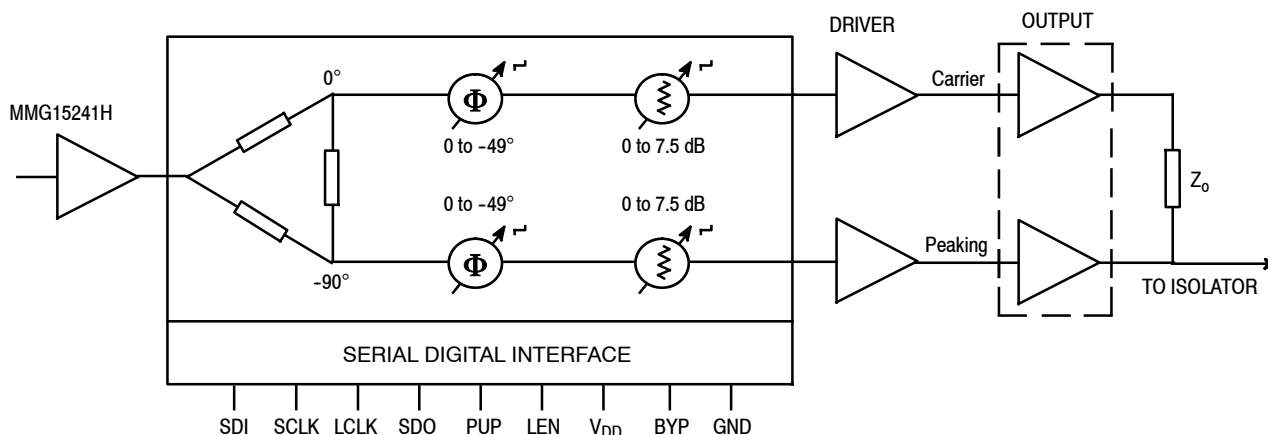 DRIVER
OUTPUT
MMG15241H
0°
Φ
0 to -49°
0 to 7.5 dB
Carrier
Z₀
0 to -49°
0 to 7.5 dB
-90°
Φ
Peaking
TO ISOLATOR
SERIAL DIGITAL INTERFACE
SDI SCLK LCLK SDO PUP LEN VDD BYP GND